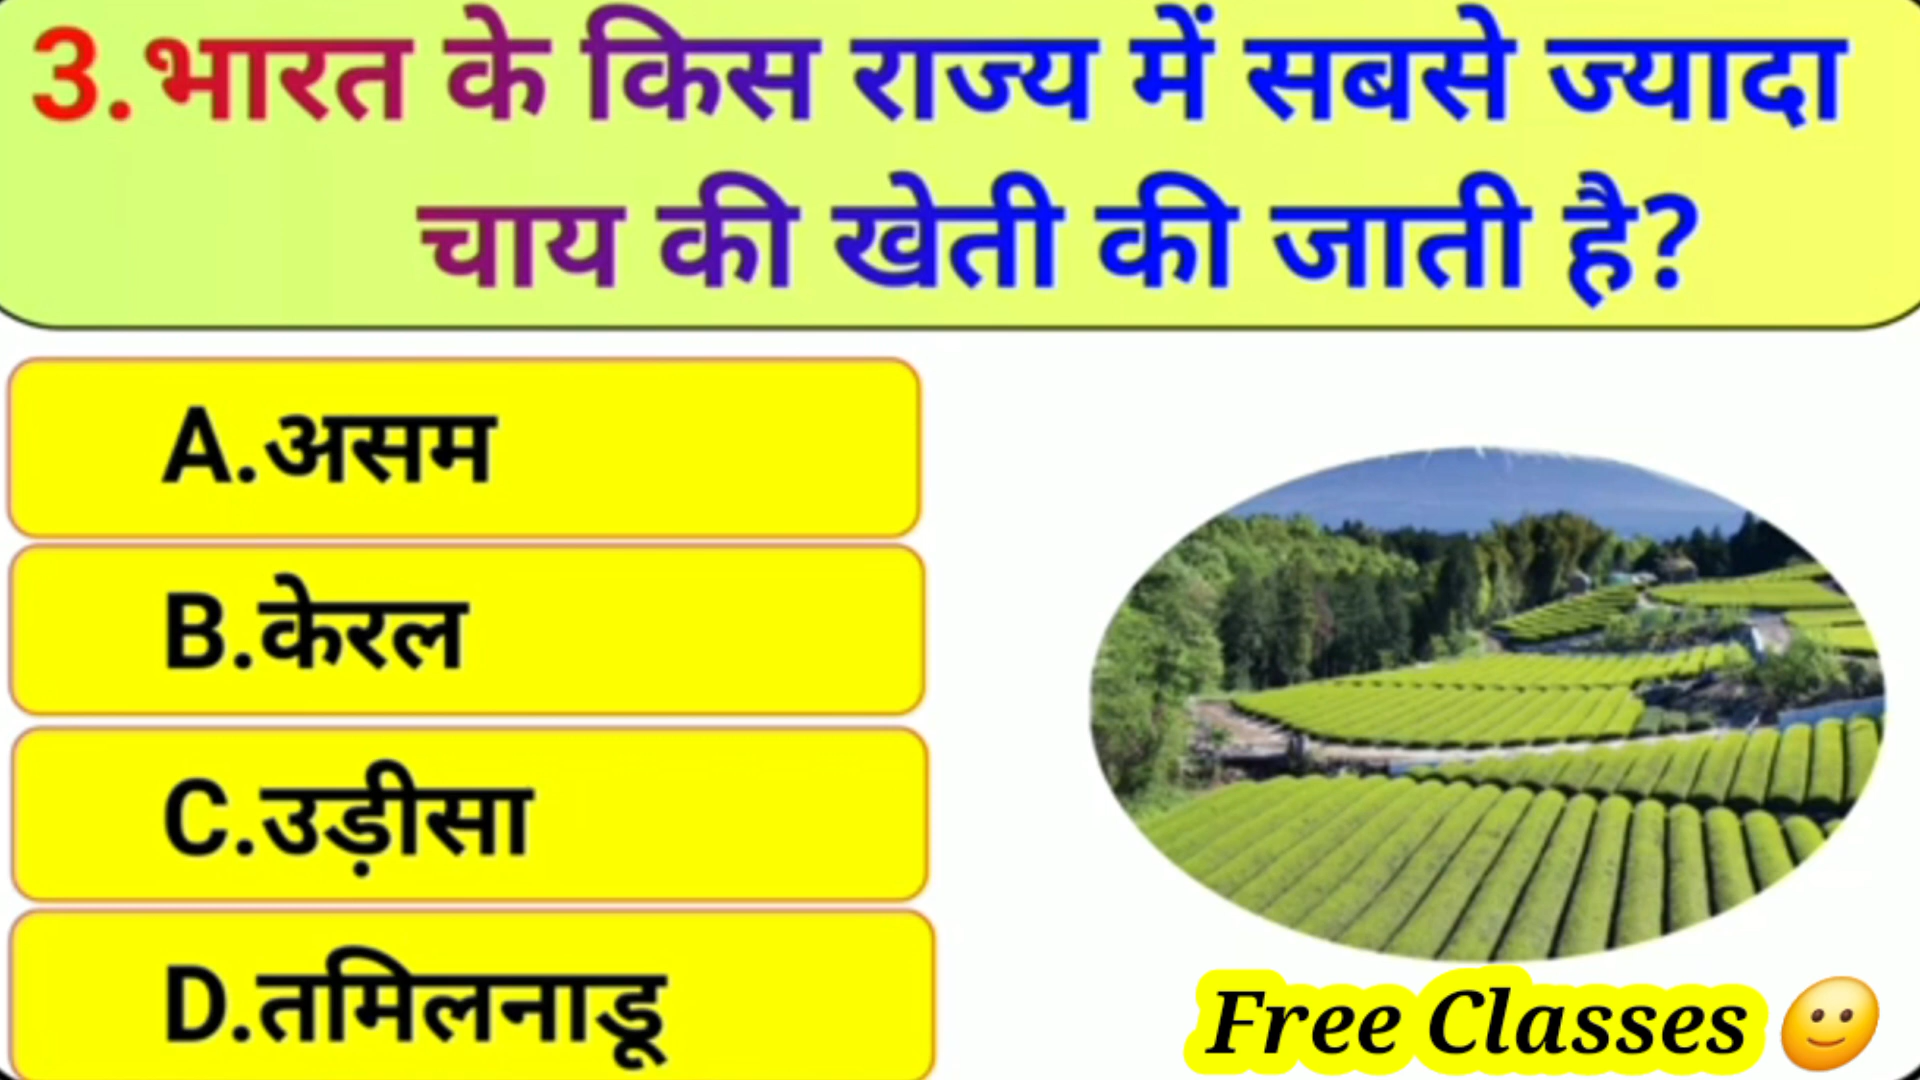 3.भारत के किस राज्य में सबसे ज्यादा
चाय की खेती की जाती है?
A.असम
B.केरल
C.उड़ीसा
D.तमिलनाडू
Free Classes